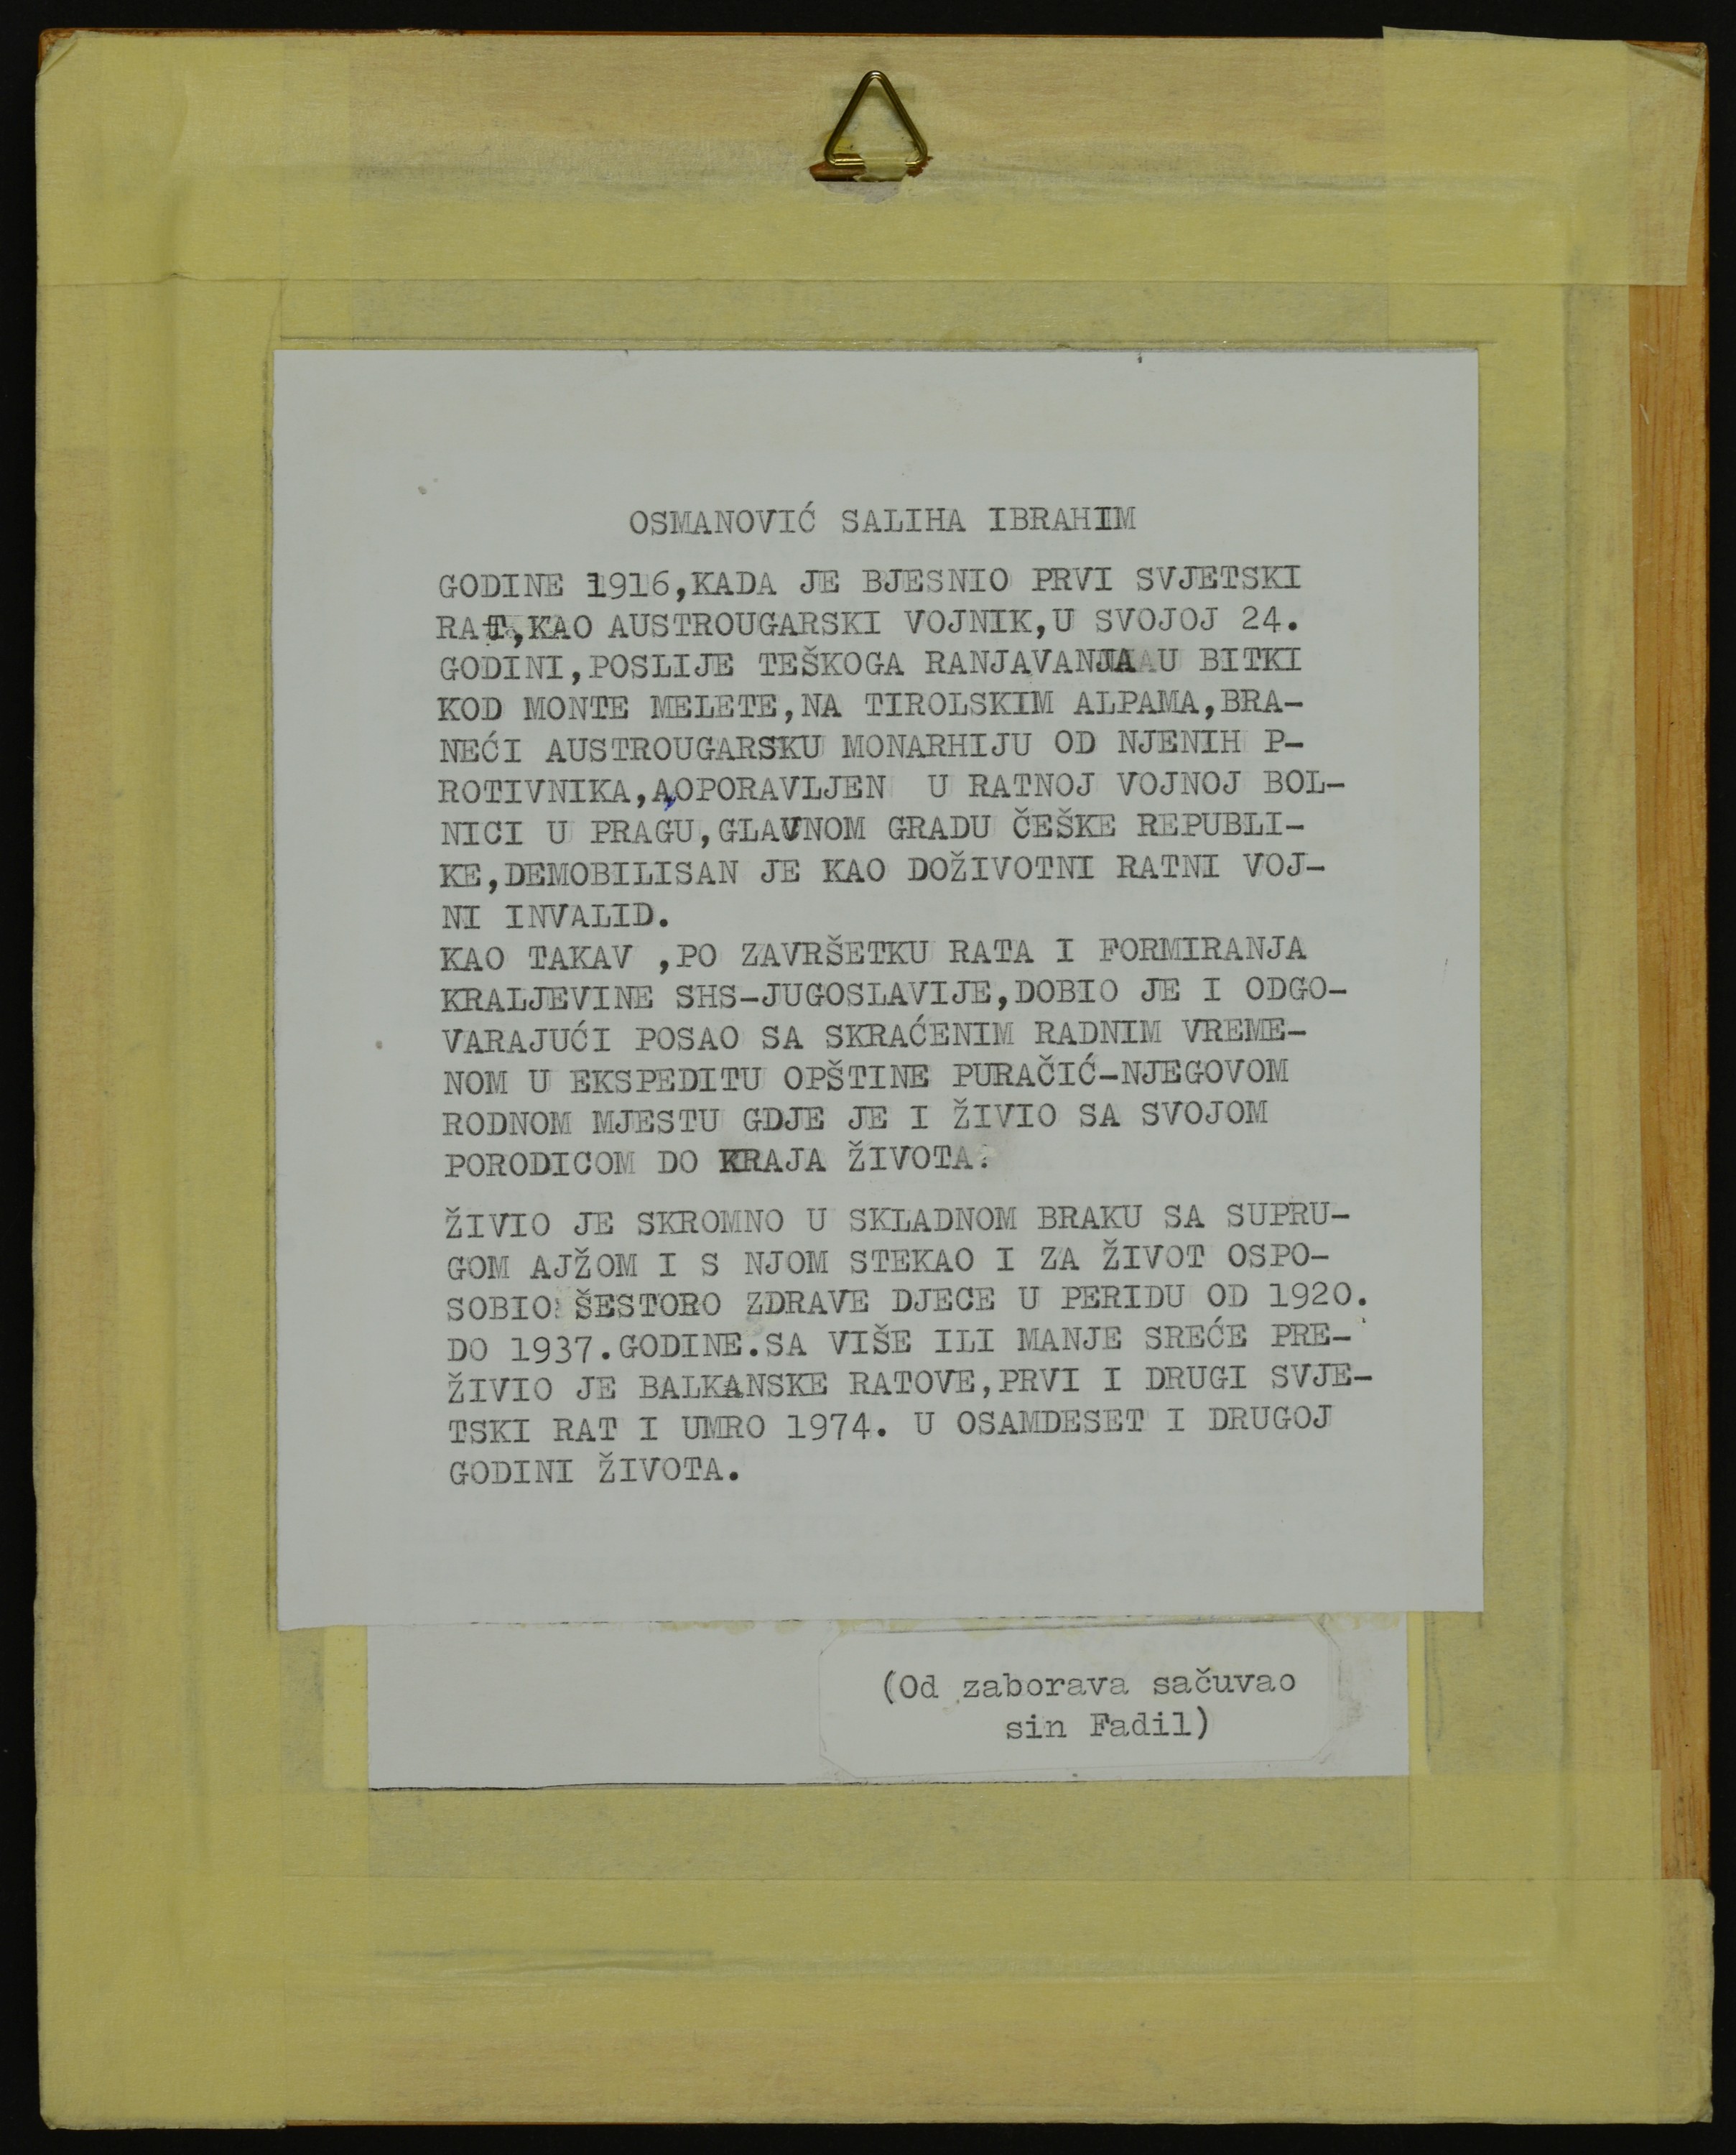 OSMANOVIĆ SALIHA IBRAHIM
GODINE 1916,KADA JE BJESNIO PRVI SVJETSKI
RAT,KAO AUSTROUGARSKI VOJNIK,U SVOJOJ 24.
GODINI,POSLIJE TEŠKOGA RANJAVANJA U BITKI
KOD MONTE MELETE,NA TIROLSKIM ALPAMA,BRA-
NEĆI AUSTROUGARSKU MONARHIJU OD NJENIH P-
ROTIVNIKA,A,OPORAVLJEN U RATNOJ VOJNOJ BOL-
NICI U PRAGU,GLAVNOM GRADU ČEŠKE REPUBLI-
KE,DEMOBILISAN JE KAO DOŽIVOTNI RATNI VOJ-
NI INVALID.
KAO TAKAV ,PO ZAVRŠETKU RATA I FORMIRANJA
KRALJEVINE SHS-JUGOSLAVIJE,DOBIO JE I ODGO-
VARAJUĆI POSAO SA SKRAĆENIM RADNIM VREME-
NOM U EKSPEDITU OPŠTINE PURAČIĆ-NJEGOVOM
RODNOM MJESTU GDJE JE I ŽIVIO SA SVOJOM
PORODICOM DO KRAJA ŽIVOTA.
ŽIVIO JE SKROMNO U SKLADNOM BRAKU SA SUPRU-
GOM AJŽOM I S NJOM STEKAO I ZA ŽIVOT OSPO-
SOBIO ŠESTORO ZDRAVE DJECE U PERIDU OD 1920.
DO 1937.GODINE.SA VIŠE ILI MANJE SREĆE PRE-
ŽIVIO JE BALKANSKE RATOVE,PRVI I DRUGI SVJE-
TSKI RAT I UMRO 1974. U OSAMDESET I DRUGOJ
GODINI ŽIVOTA.
(Od zaborava sačuvao
sin Fadil)